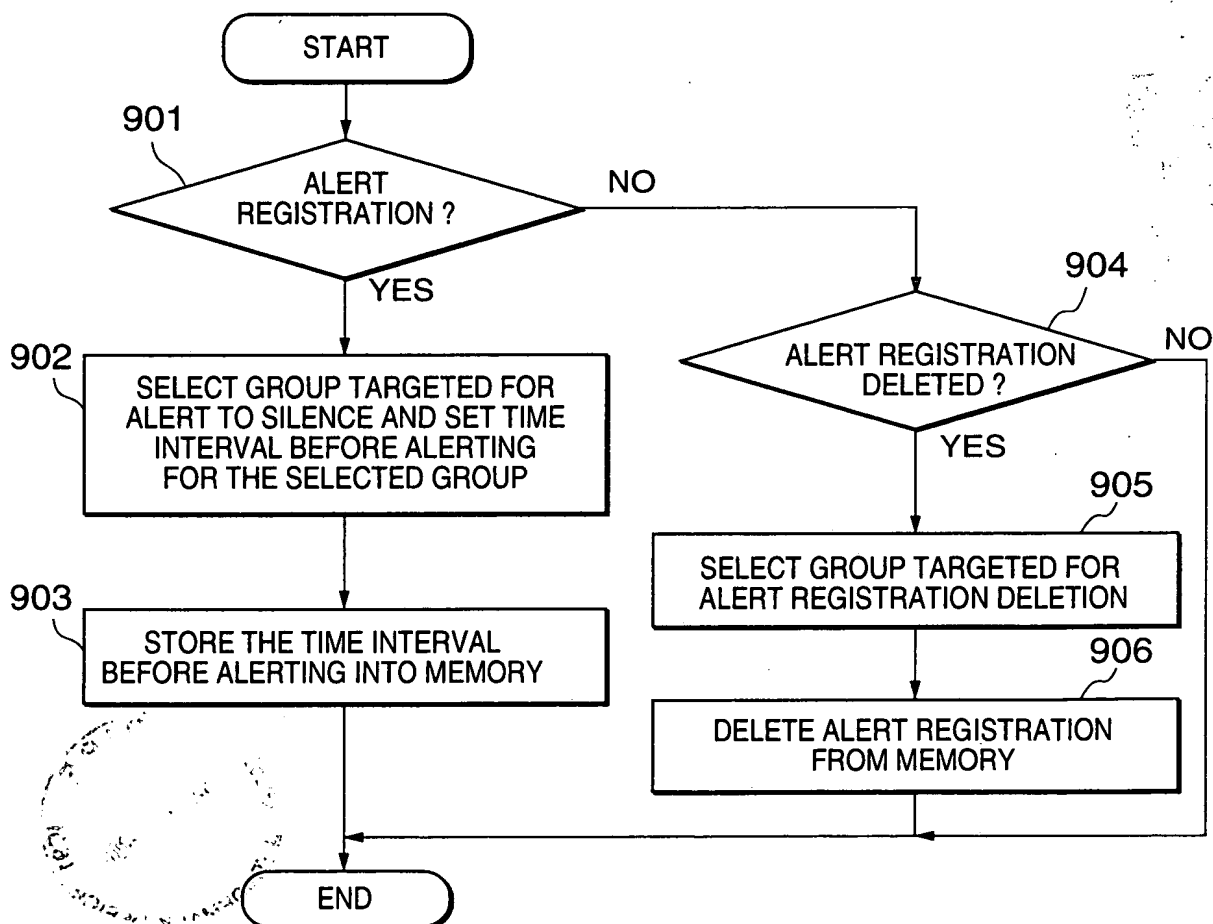 START
901
ALERT
REGISTRATION ?
NO
YES
904
ALERT REGISTRATION
DELETED ?
NO
YES
902
SELECT GROUP TARGETED FOR
ALERT TO SILENCE AND SET TIME
INTERVAL BEFORE ALERTING
FOR THE SELECTED GROUP
905
SELECT GROUP TARGETED FOR
ALERT REGISTRATION DELETION
903
STORE THE TIME INTERVAL
BEFORE ALERTING INTO MEMORY
906
DELETE ALERT REGISTRATION
FROM MEMORY
END